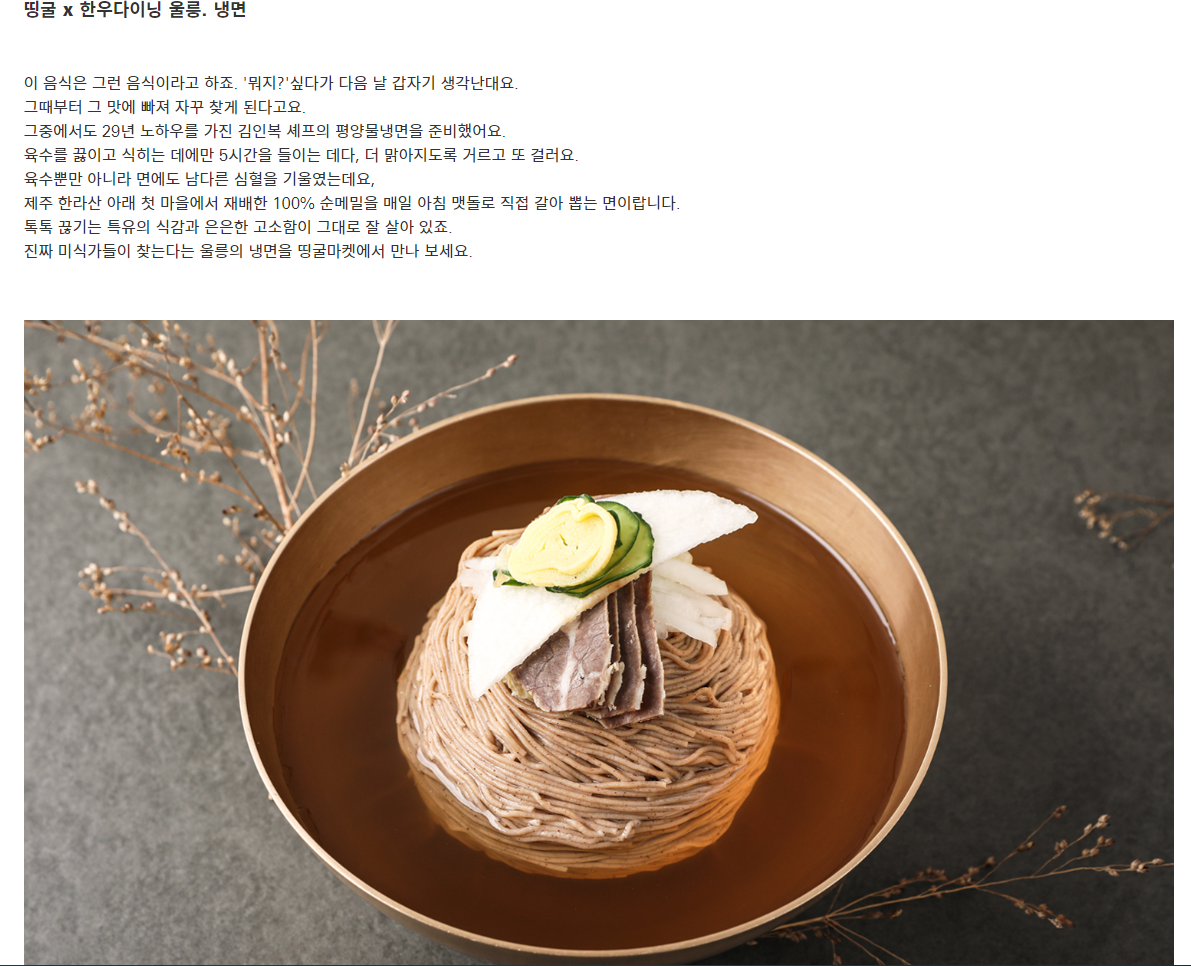 띵굴 x 한우다이닝 울릉. 냉면
이 음식은 그런 음식이라고 하죠. '뭐지?'싶다가 다음 날 갑자기 생각난대요.
그때부터 그 맛에 빠져 자꾸 찾게 된다고요.
그중에서도 29년 노하우를 가진 김인복 셰프의 평양물냉면을 준비했어요.
육수를 끓이고 식히는 데에만 5시간을 들이는 데다, 더 맑아지도록 거르고 또 걸러요.
육수뿐만 아니라 면에도 남다른 심혈을 기울였는데요,
제주 한라산 아래 첫 마을에서 재배한 100% 순메밀을 매일 아침 맷돌로 직접 갈아 뽑는 면이랍니다.
톡톡 끊기는 특유의 식감과 은은한 고소함이 그대로 잘 살아 있죠.
진짜 미식가들이 찾는다는 울릉의 냉면을 띵굴마켓에서 만나 보세요.